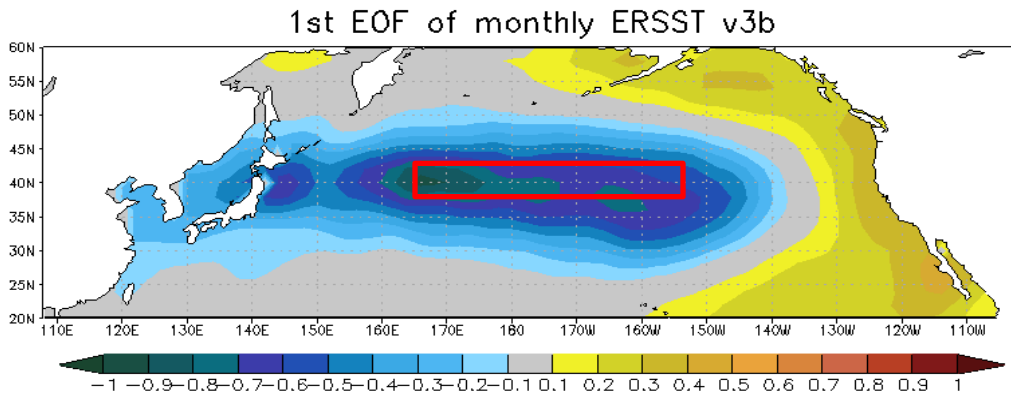 1st EOF of monthly ERSST v3b
60N
55N
50N
45N
40N
35N
30N
25N
20N
110E 120E 130E 140E 150E 160E 170E 180 170W 160W 150W 140W 130W 120W 110W
-1 -0.9 -0.8 -0.7 -0.6 -0.5 -0.4 -0.3 -0.2 -0.1 0.1 0.2 0.3 0.4 0.5 0.6 0.7 0.8 0.9 1